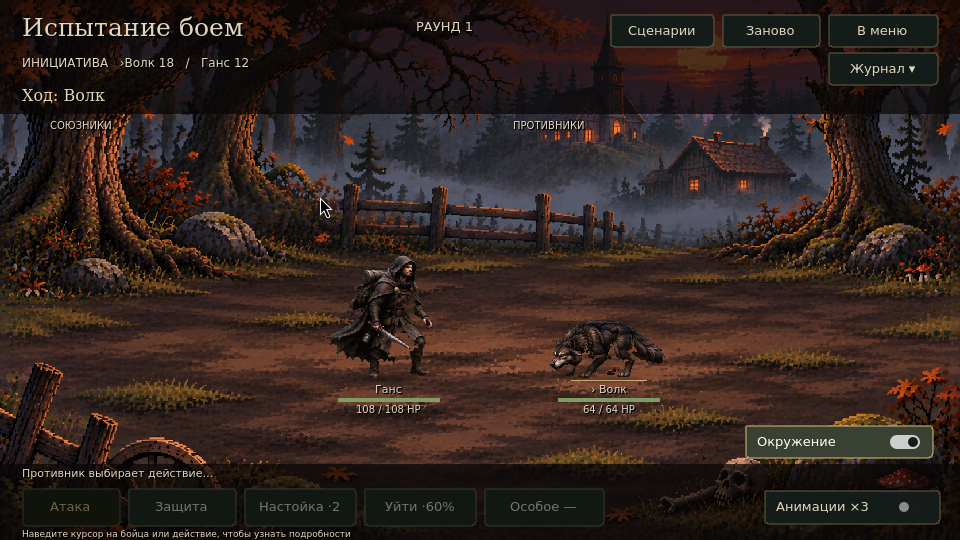 Испытание боем
РАУНД 1
Сценарии
Заново
В меню
ИНИЦИАТИВА ›Волк 18 / Ганс 12
Журнал ▾
Ход: Волк
СОЮЗНИКИ
ПРОТИВНИКИ
Ганс
108 / 108 HP
› Волк
64 / 64 HP
Окружение
Противник выбирает действие...
Атака
Защита
Настойка ·2
Уйти ·60%
Особое —
Анимации ×3
Наведите курсор на бойца или действие, чтобы узнать подробности